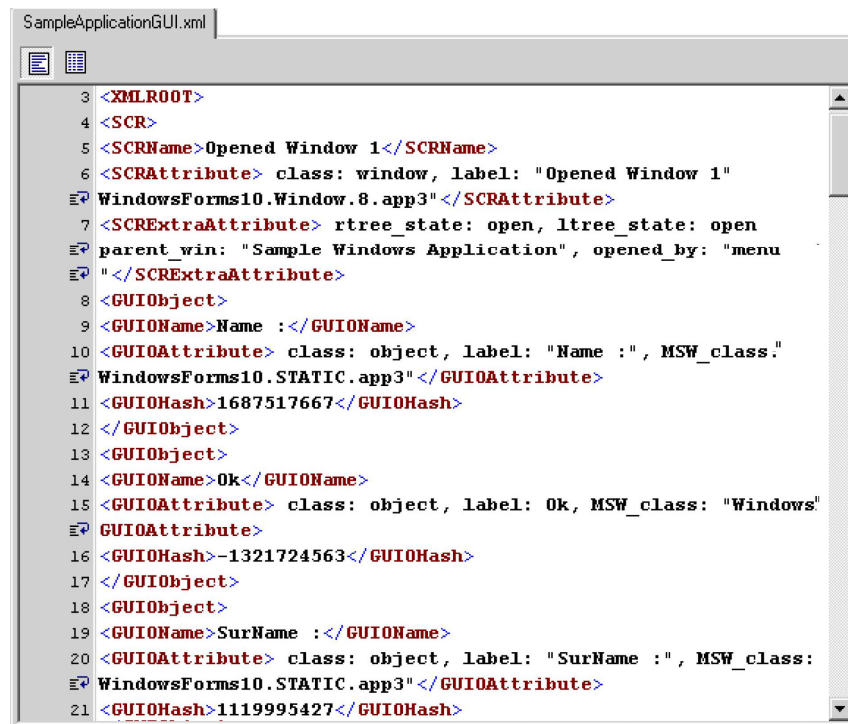 SampleApplicationGUI.xml
3 <XMLROOT>
4 <SCR>
5 <SCRName>Opened Window 1</SCRName>
6 <SCRAttribute> class: window, label: "Opened Window 1"
WindowsForms10.Window.8.app3"</SCRAttribute>
7 <SCRExtraAttribute> rtree_state: open, ltree_state: open
parent_win: "Sample Windows Application", opened_by: "menu
"</SCRExtraAttribute>
8 <GUIObject>
9 <GUIOName>Name :</GUIOName>
10 <GUIOAttribute> class: object, label: "Name :", MSW_class."
WindowsForms10.STATIC.app3"</GUIOAttribute>
11 <GUIOHash>1687517667</GUIOHash>
12 </GUIObject>
13 <GUIObject>
14 <GUIOName>Ok</GUIOName>
15 <GUIOAttribute> class: object, label: Ok, MSW_class: "Windows"
GUIOAttribute>
16 <GUIOHash>-1321724563</GUIOHash>
17 </GUIObject>
18 <GUIObject>
19 <GUIOName>SurName :</GUIOName>
20 <GUIOAttribute> class: object, label: "SurName :", MSW_class:
WindowsForms10.STATIC.app3"</GUIOAttribute>
21 <GUIOHash>1119995427</GUIOHash>